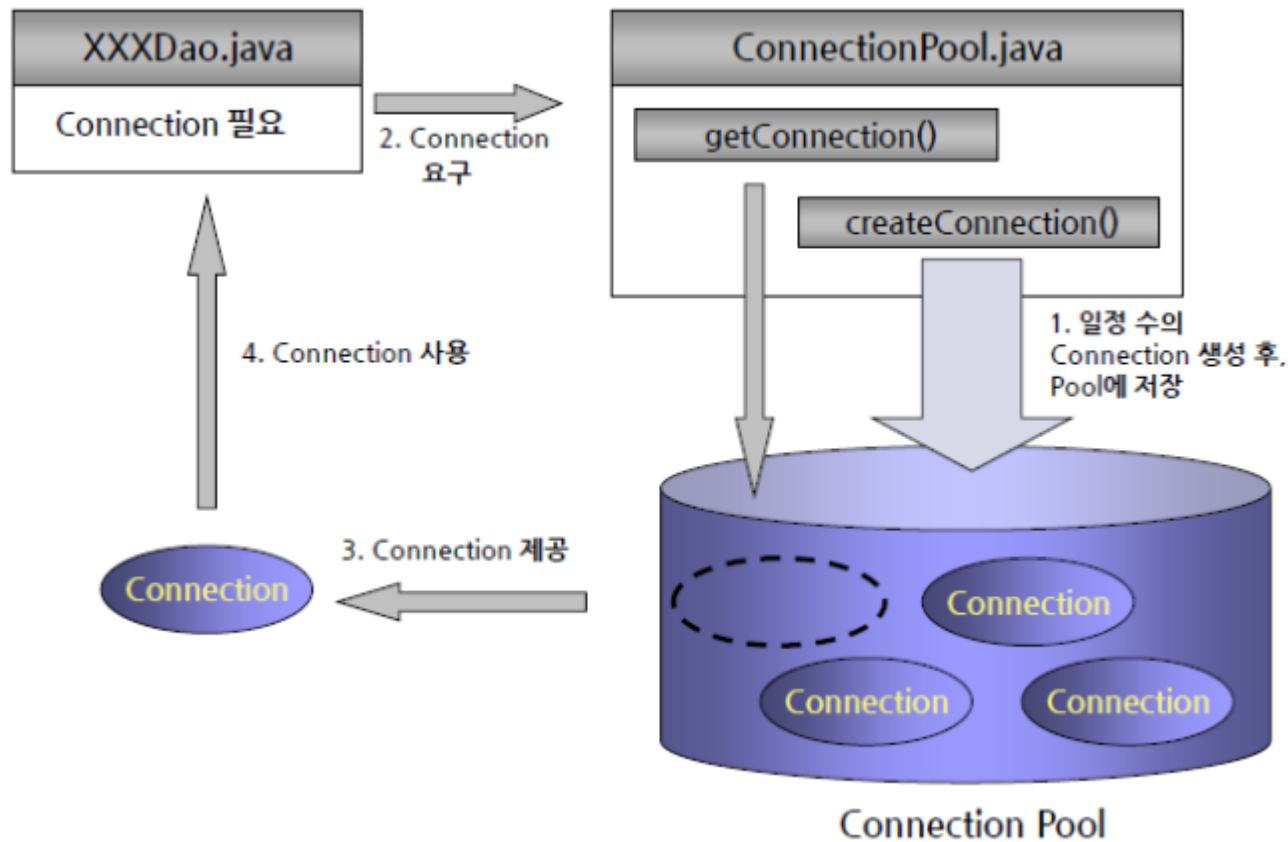 XXXDao.java
Connection 필요
2. Connection
요구
ConnectionPool.java
getConnection()
createConnection()
1. 일정 수의
Connection 생성 후,
Pool에 저장
4. Connection 사용
3. Connection 제공
Connection
Connection
Connection
Connection
Connection Pool